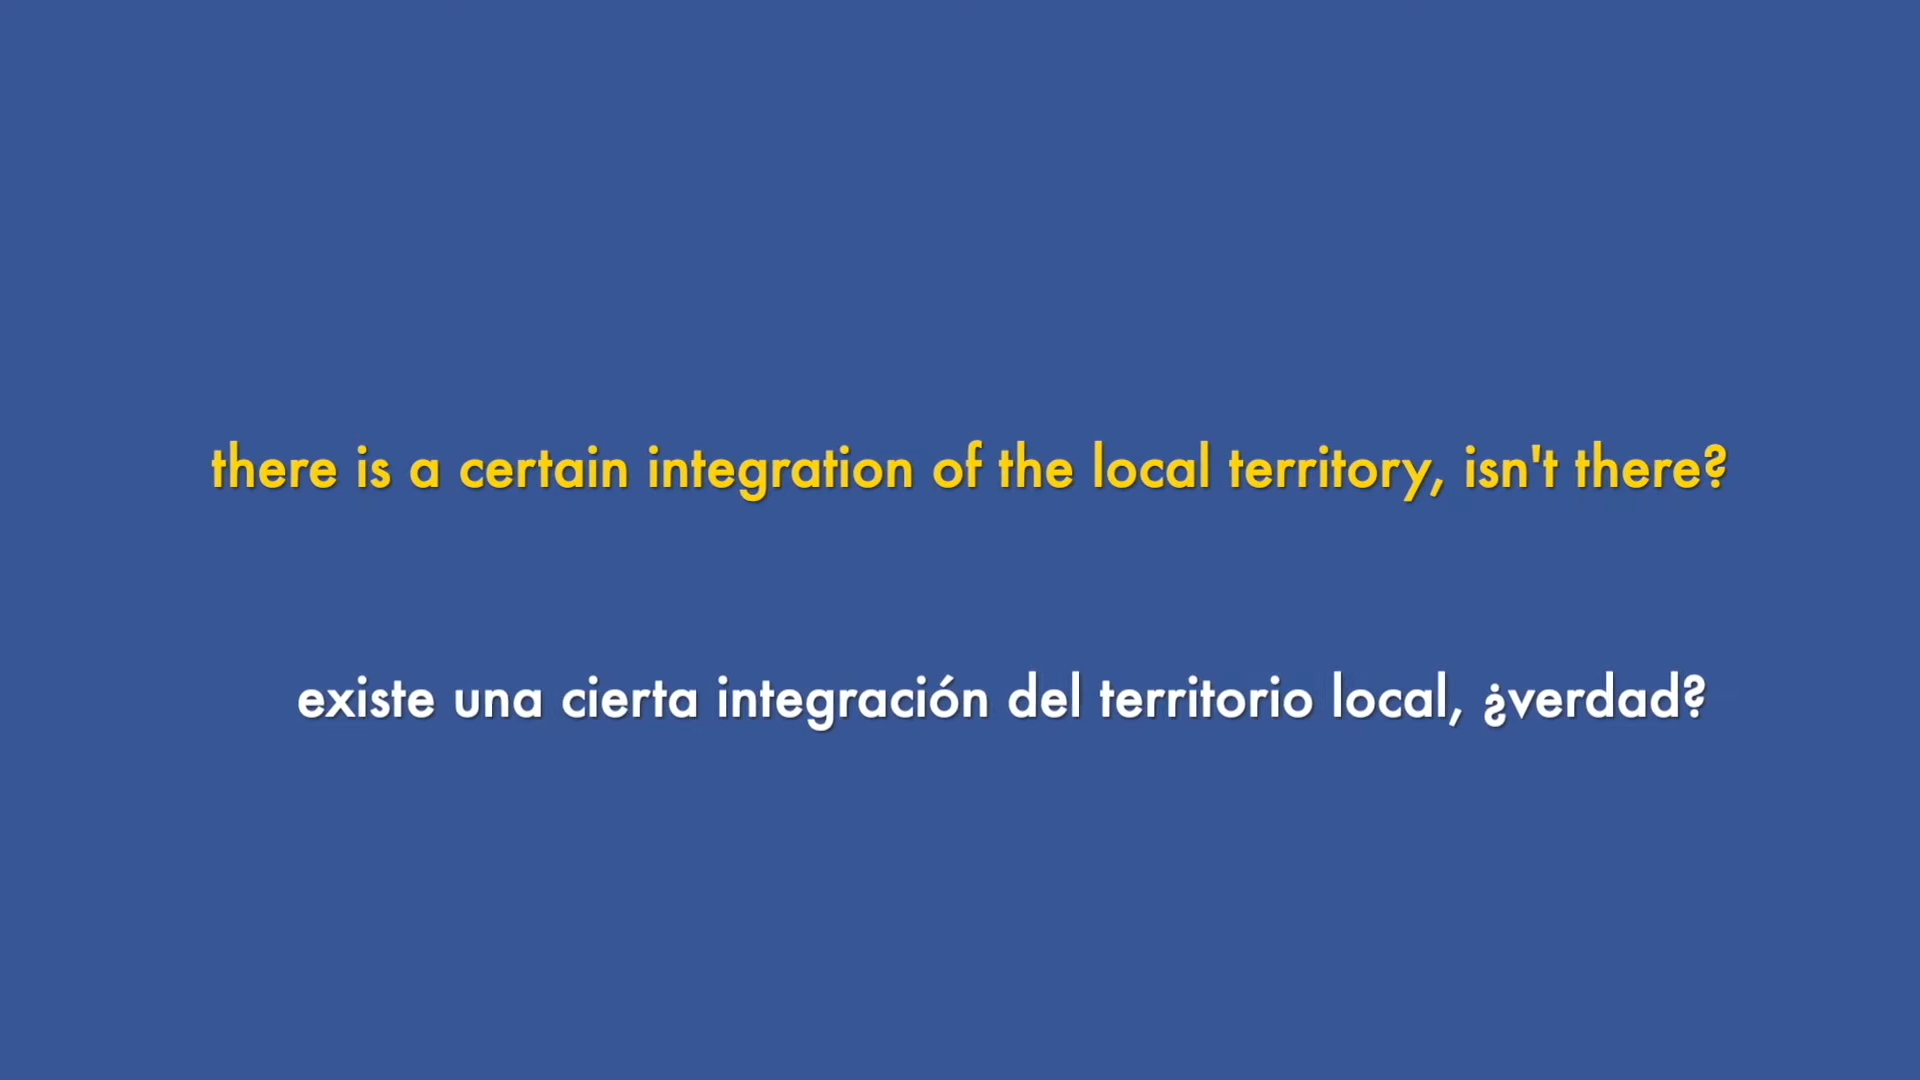 there is a certain integration of the local territory, isn't there?
existe una cierta integración del territorio local, ¿verdad?